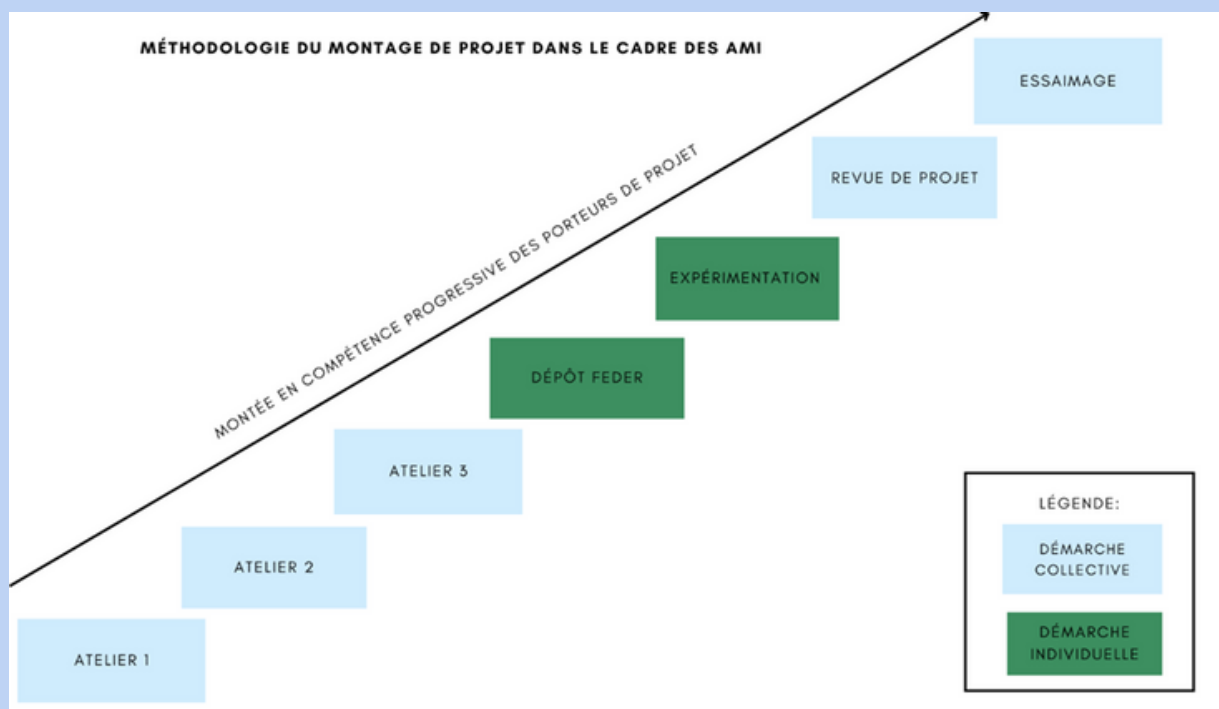 MÉTHODOLOGIE DU MONTAGE DE PROJET DANS LE CADRE DES AMI
ESSAIMAGE
REVUE DE PROJET
MONTÉE EN COMPÉTENCE PROGRESSIVE DES PORTEURS DE PROJET
EXPÉRIMENTATION
DÉPÔT FEDER
ATELIER 3
ATELIER 2
ATELIER 1
LÉGENDE:
DÉMARCHE
COLLECTIVE
DÉMARCHE
INDIVIDUELLE